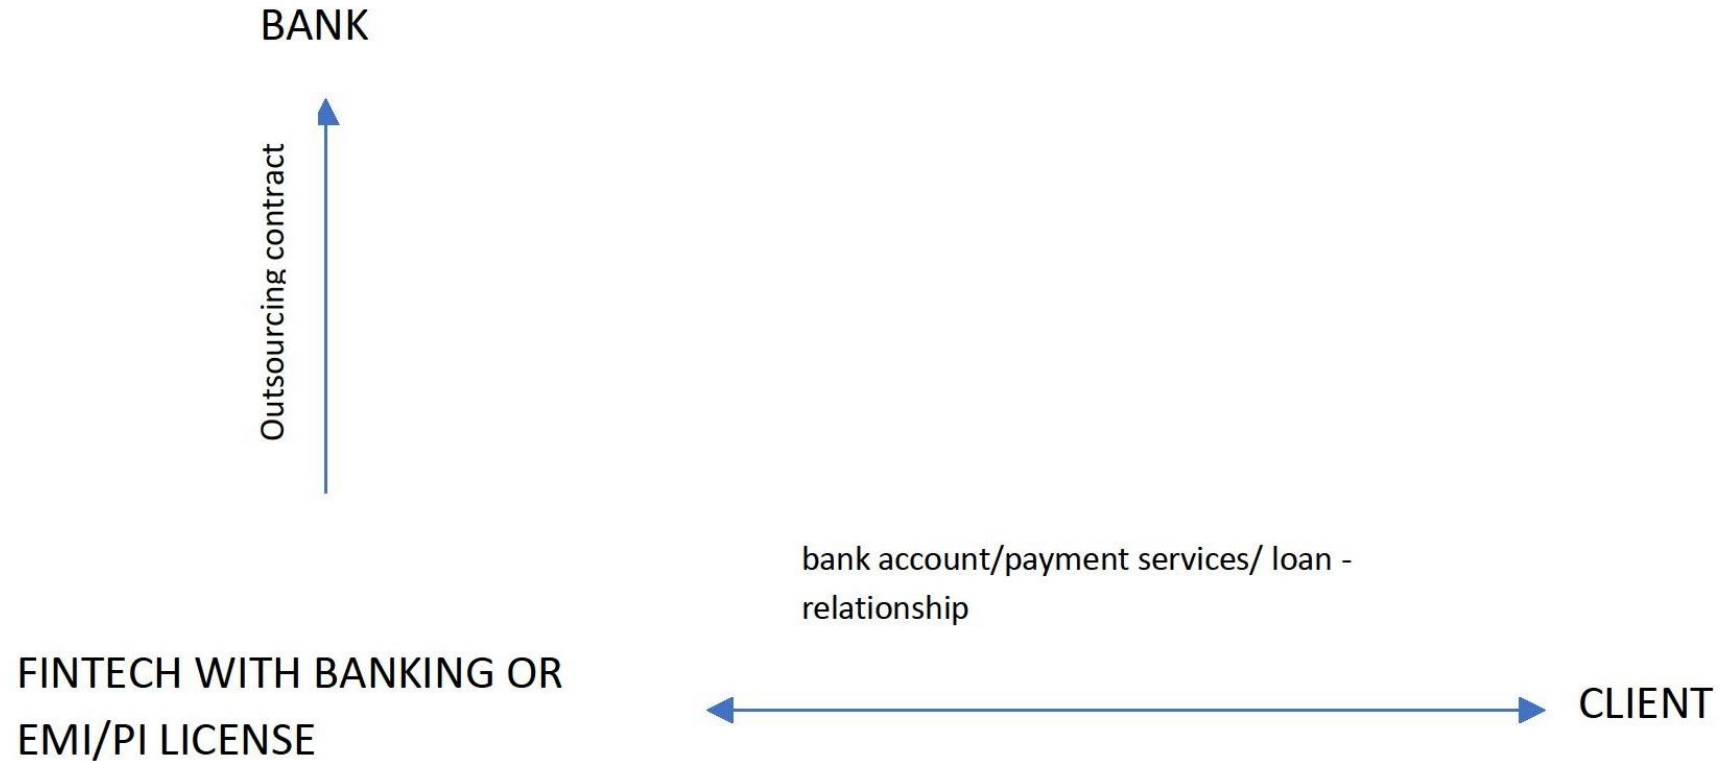 BANK
Outsourcing contract
bank account/payment services/ loan -
relationship
FINTECH WITH BANKING OR
EMI/PI LICENSE
CLIENT